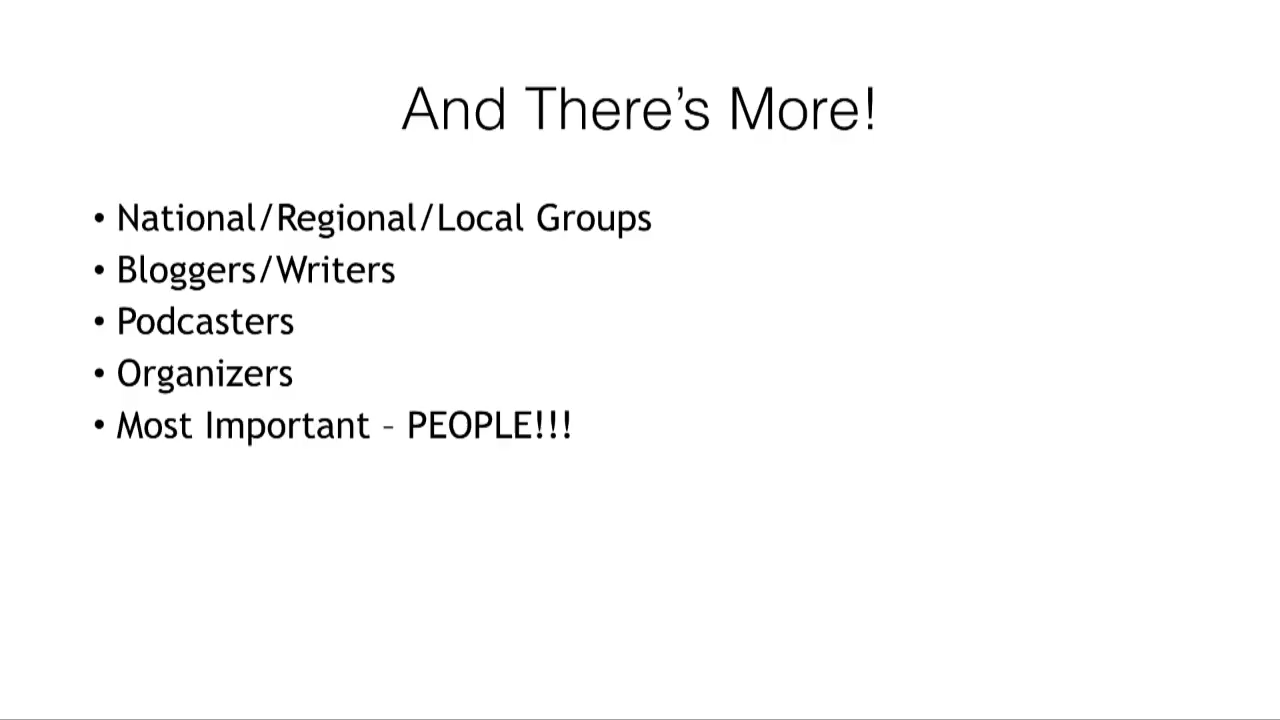 And There’s More!
• National/Regional/Local Groups
• Bloggers/Writers
• Podcasters
• Organizers
• Most Important – PEOPLE!!!